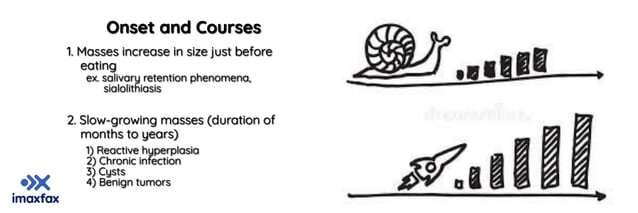 Onset and Courses
1. Masses increase in size just before
eating
ex. salivary retention phenomena,
sialolithiasis
2. Slow-growing masses (duration of
months to years)
1) Reactive hyperplasia
2) Chronic infection
3) Cysts
4) Benign tumors
imaxfax